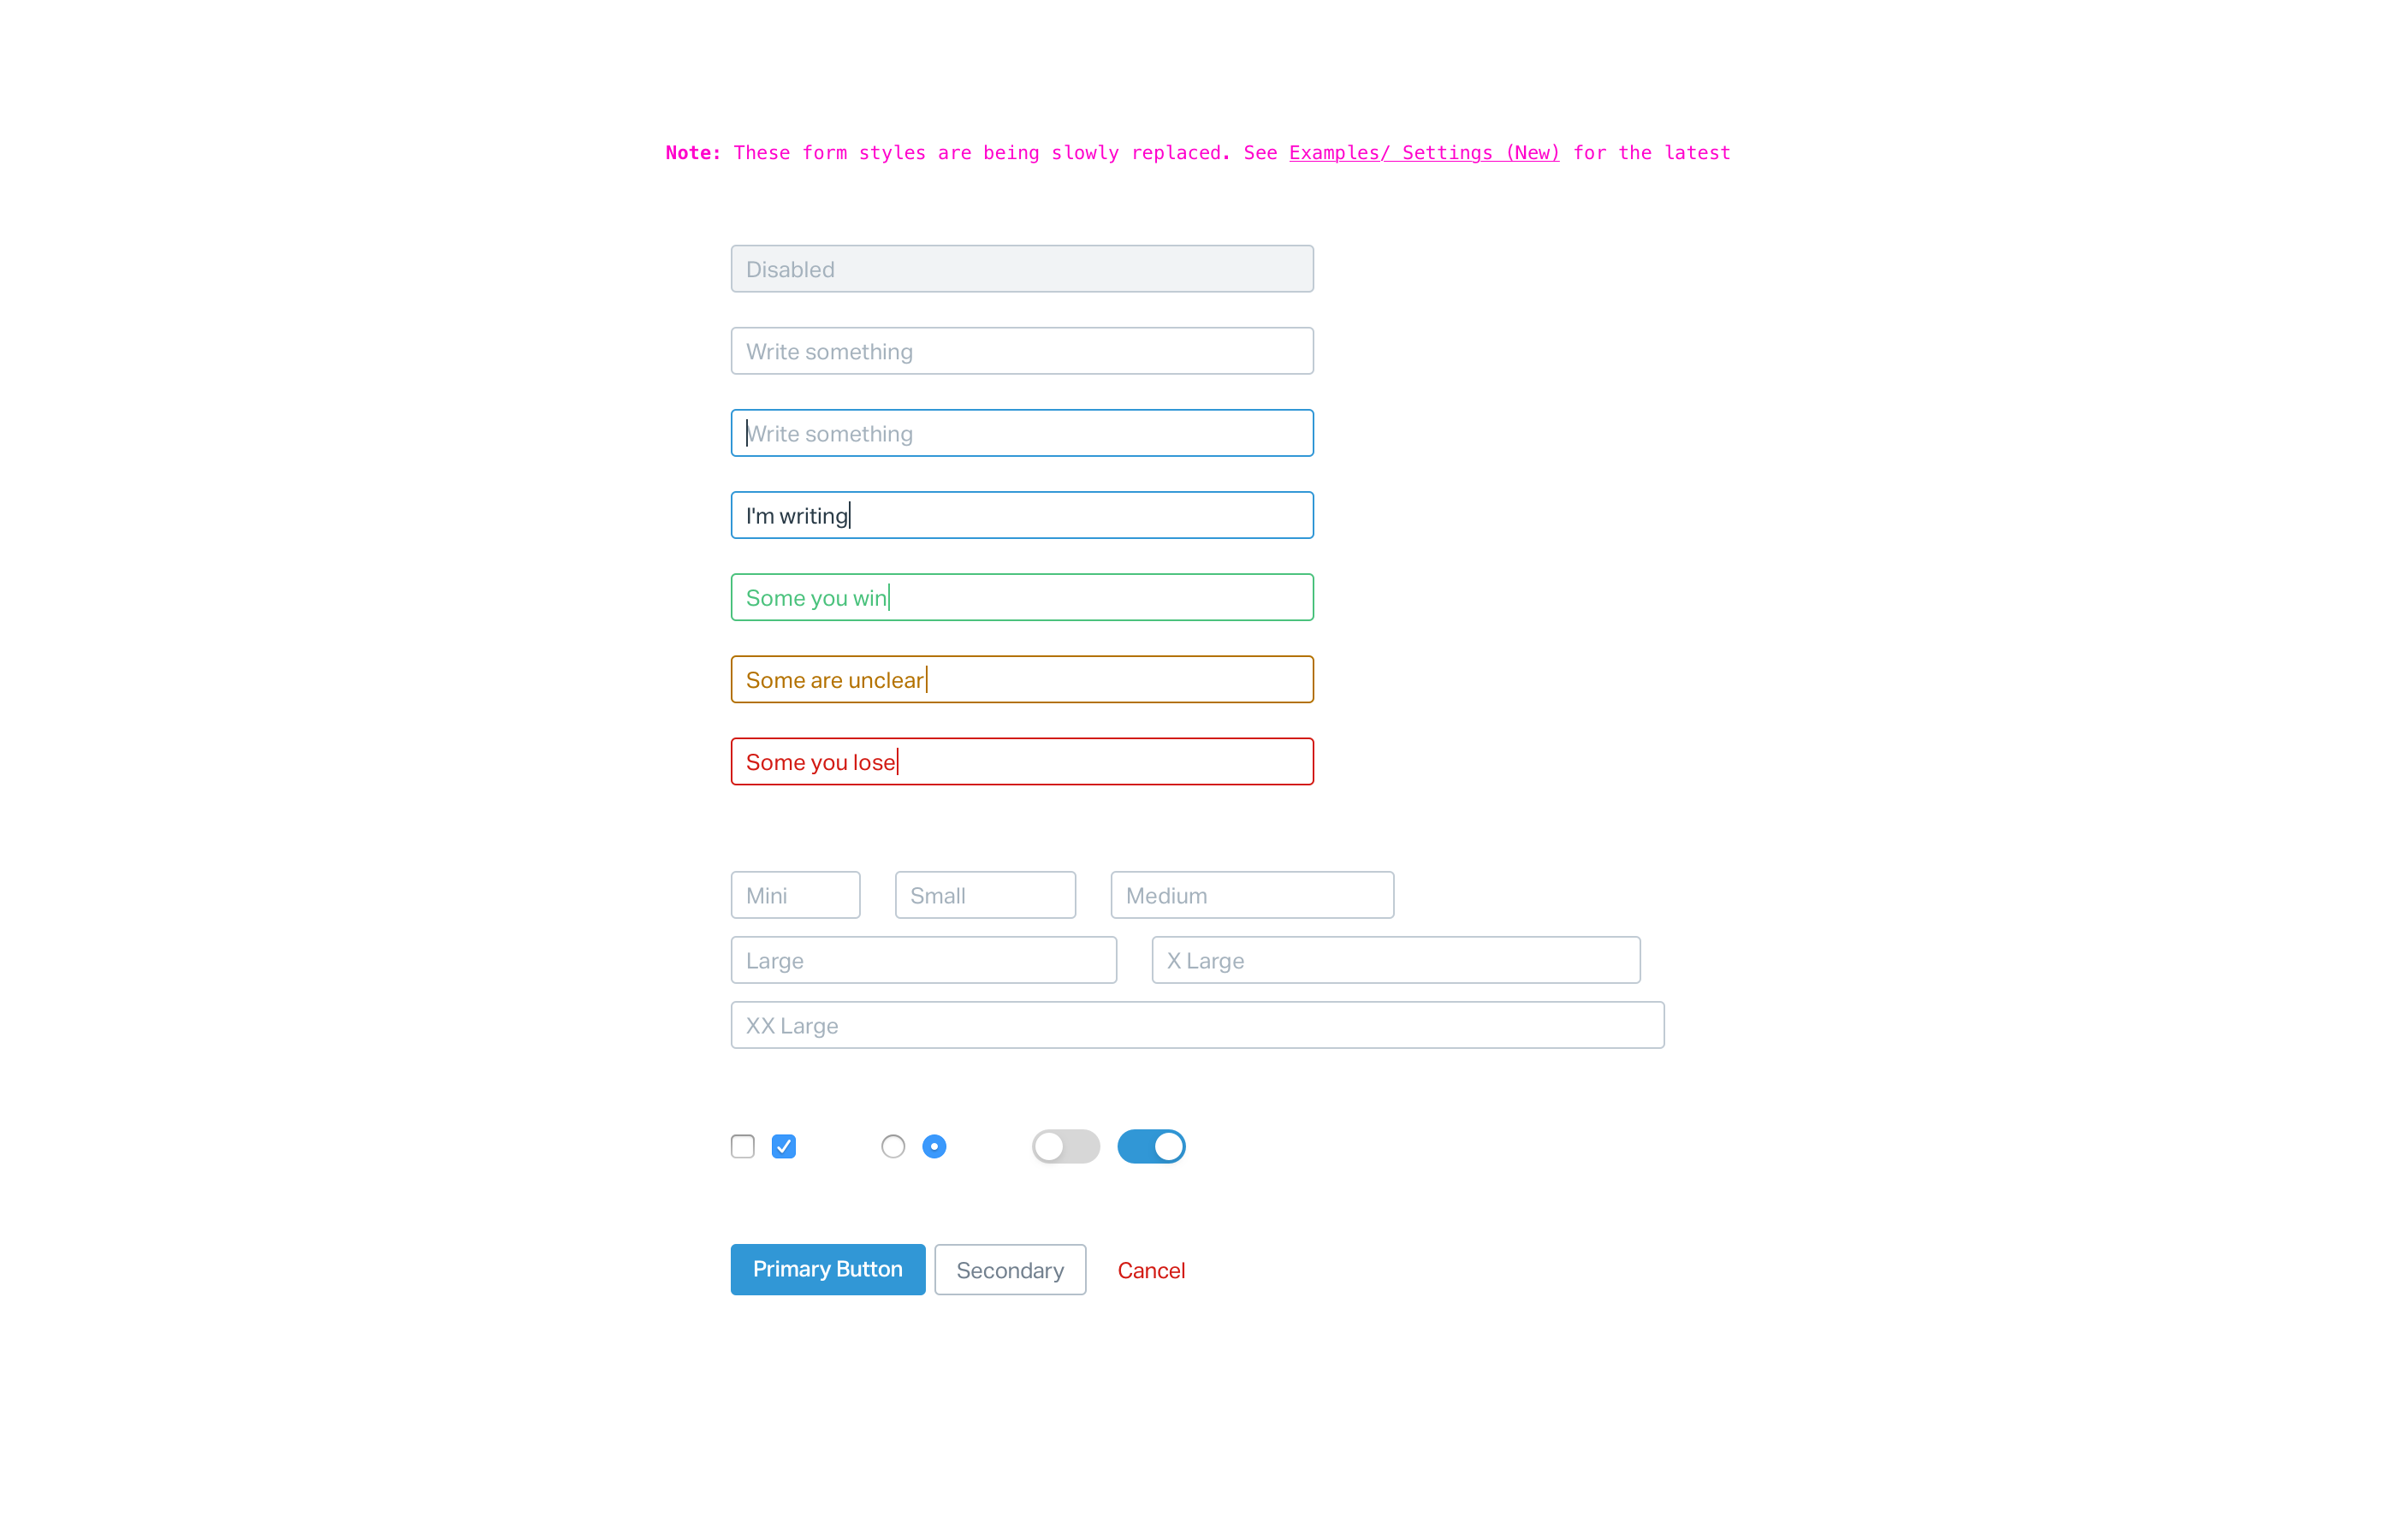 Note: These form styles are being slowly replaced. See Examples/ Settings (New) for the latest
Disabled
Write something
Write something
I'm writing
Some you win
Some are unclear
Some you lose
Mini Small Medium
Large X Large
XX Large
Primary Button Secondary Cancel